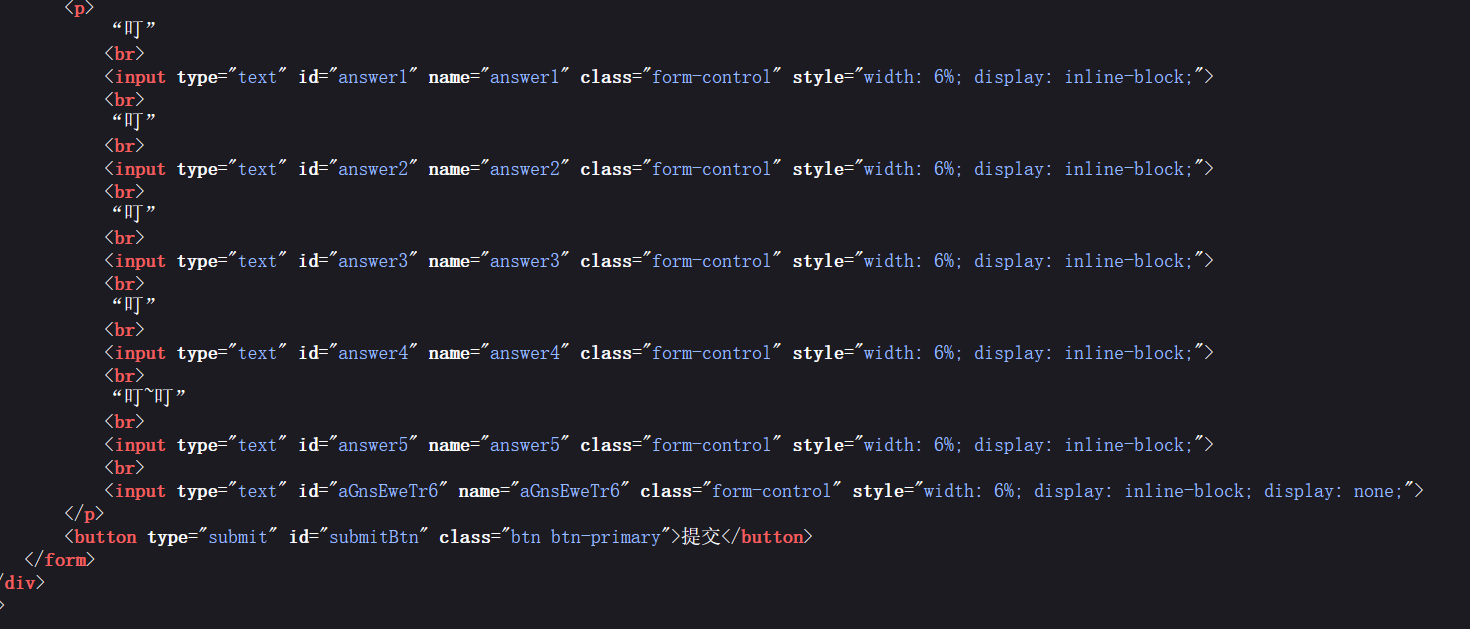 <p>
“叮”
<br>
<input type="text" id="answer1" name="answer1" class="form-control" style="width: 6%; display: inline-block;">
<br>
“叮”
<br>
<input type="text" id="answer2" name="answer2" class="form-control" style="width: 6%; display: inline-block;">
<br>
“叮”
<br>
<input type="text" id="answer3" name="answer3" class="form-control" style="width: 6%; display: inline-block;">
<br>
“叮”
<br>
<input type="text" id="answer4" name="answer4" class="form-control" style="width: 6%; display: inline-block;">
<br>
“叮~叮”
<br>
<input type="text" id="answer5" name="answer5" class="form-control" style="width: 6%; display: inline-block;">
<br>
<input type="text" id="aGnsEweTr6" name="aGnsEweTr6" class="form-control" style="width: 6%; display: inline-block; display: none;">
</p>
<button type="submit" id="submitBtn" class="btn btn-primary">提交</button>
</form>
/div>
>